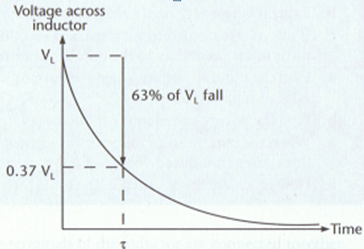 Voltage across
inductor
V_L
63% of V_L fall
0.37 V_L
Time
τ